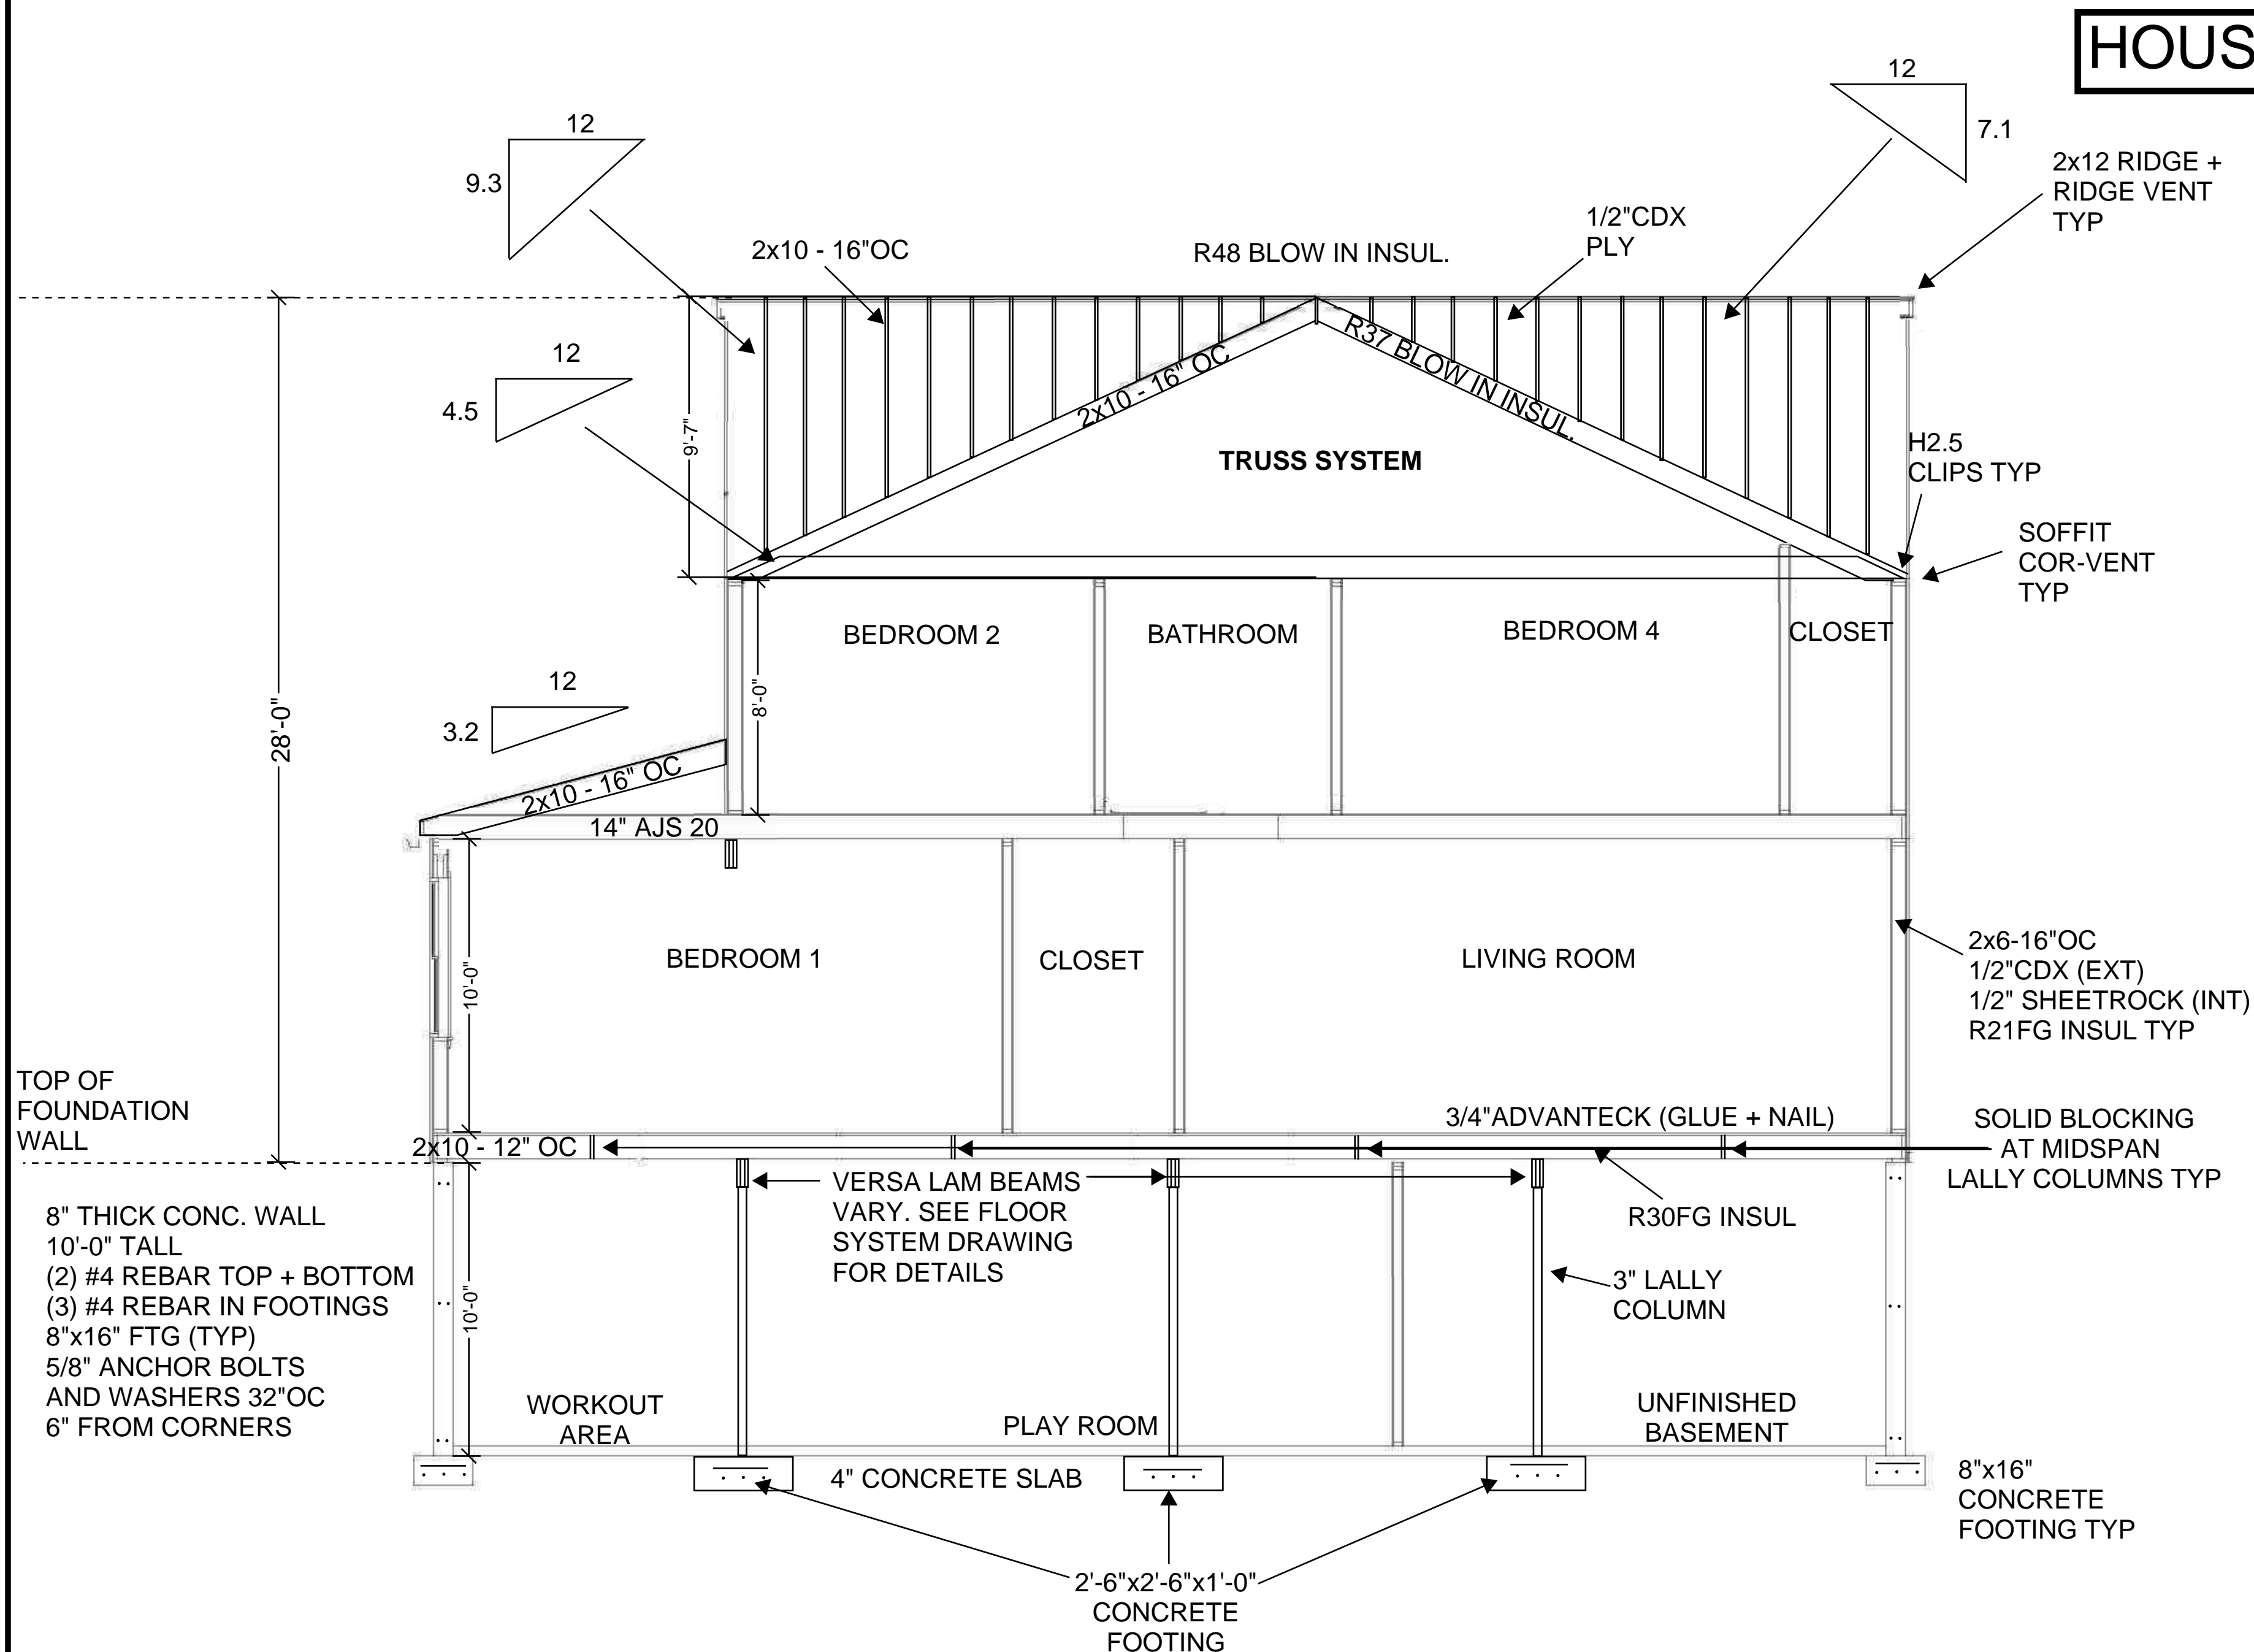 HOUS
12
7.1
12
9.3
2x12 RIDGE +
RIDGE VENT
TYP
2x10 - 16"OC
R48 BLOW IN INSUL.
1/2"CDX
PLY
12
4.5
9'-7"
2x10 - 16" OC
R37 BLOW IN INSUL.
TRUSS SYSTEM
H2.5
CLIPS TYP
SOFFIT
COR-VENT
TYP
BEDROOM 2
BATHROOM
BEDROOM 4
CLOSET
8'-0"
28'-0"
12
3.2
2x10 - 16" OC
14" AJS 20
BEDROOM 1
CLOSET
LIVING ROOM
10'-0"
2x6-16"OC
1/2"CDX (EXT)
1/2" SHEETROCK (INT)
R21FG INSUL TYP
TOP OF
FOUNDATION
WALL
3/4"ADVANTECK (GLUE + NAIL)
2x10 - 12" OC
SOLID BLOCKING
AT MIDSPAN
LALLY COLUMNS TYP
VERSA LAM BEAMS
VARY. SEE FLOOR
SYSTEM DRAWING
FOR DETAILS
R30FG INSUL
3" LALLY
COLUMN
8" THICK CONC. WALL
10'-0" TALL
(2) #4 REBAR TOP + BOTTOM
(3) #4 REBAR IN FOOTINGS
8"x16" FTG (TYP)
5/8" ANCHOR BOLTS
AND WASHERS 32"OC
6" FROM CORNERS
10'-0"
WORKOUT
AREA
PLAY ROOM
UNFINISHED
BASEMENT
4" CONCRETE SLAB
8"x16"
CONCRETE
FOOTING TYP
2'-6"x2'-6"x1'-0"
CONCRETE
FOOTING